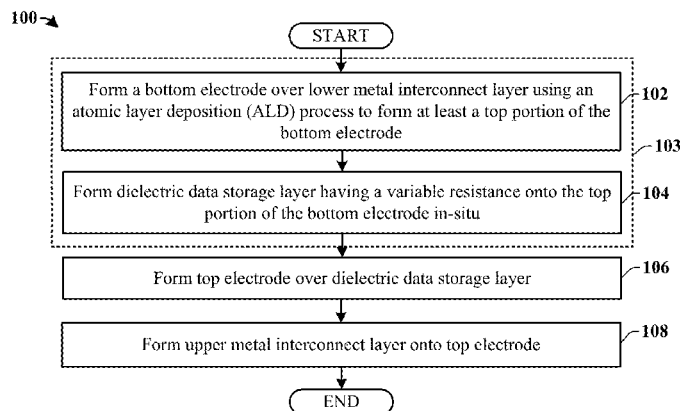 100
START
Form a bottom electrode over lower metal interconnect layer using an
atomic layer deposition (ALD) process to form at least a top portion of the
bottom electrode
102
103
Form dielectric data storage layer having a variable resistance onto the top
portion of the bottom electrode in-situ
104
Form top electrode over dielectric data storage layer
106
Form upper metal interconnect layer onto top electrode
108
END